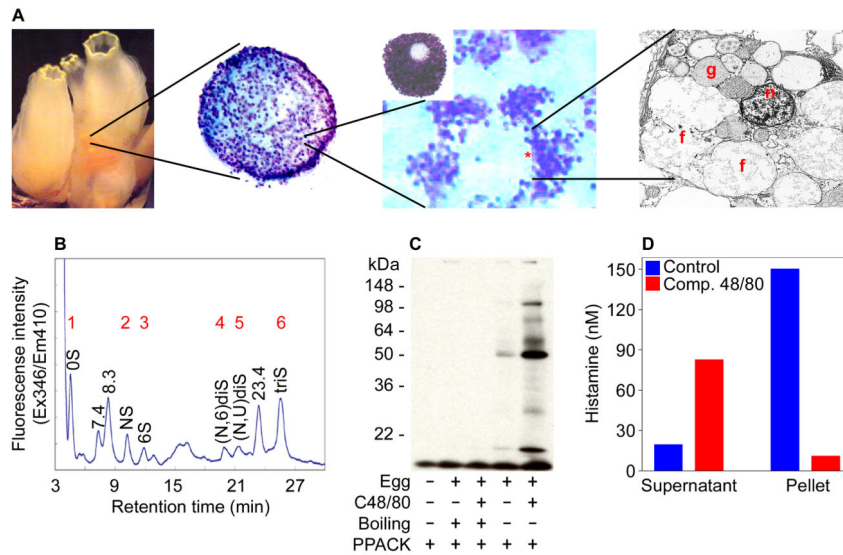 A
g
n
f
f
*
B
Fluorescense intensity
(Ex346/Em410)
1 2 3 4 5 6
0S
7.4
8.3
NS
6S
(N,6)diS
(N,U)diS
23.4
triS
3 9 15 21 27
Retention time (min)
C
kDa
148 -
98 -
64 -
50 -
36 -
22 -
Egg - + + + +
C48/80 - - + - +
Boiling - + + - -
PPACK + + + + +
D
Control
Comp. 48/80
Histamine (nM)
150
120
90
60
30
0
Supernatant Pellet